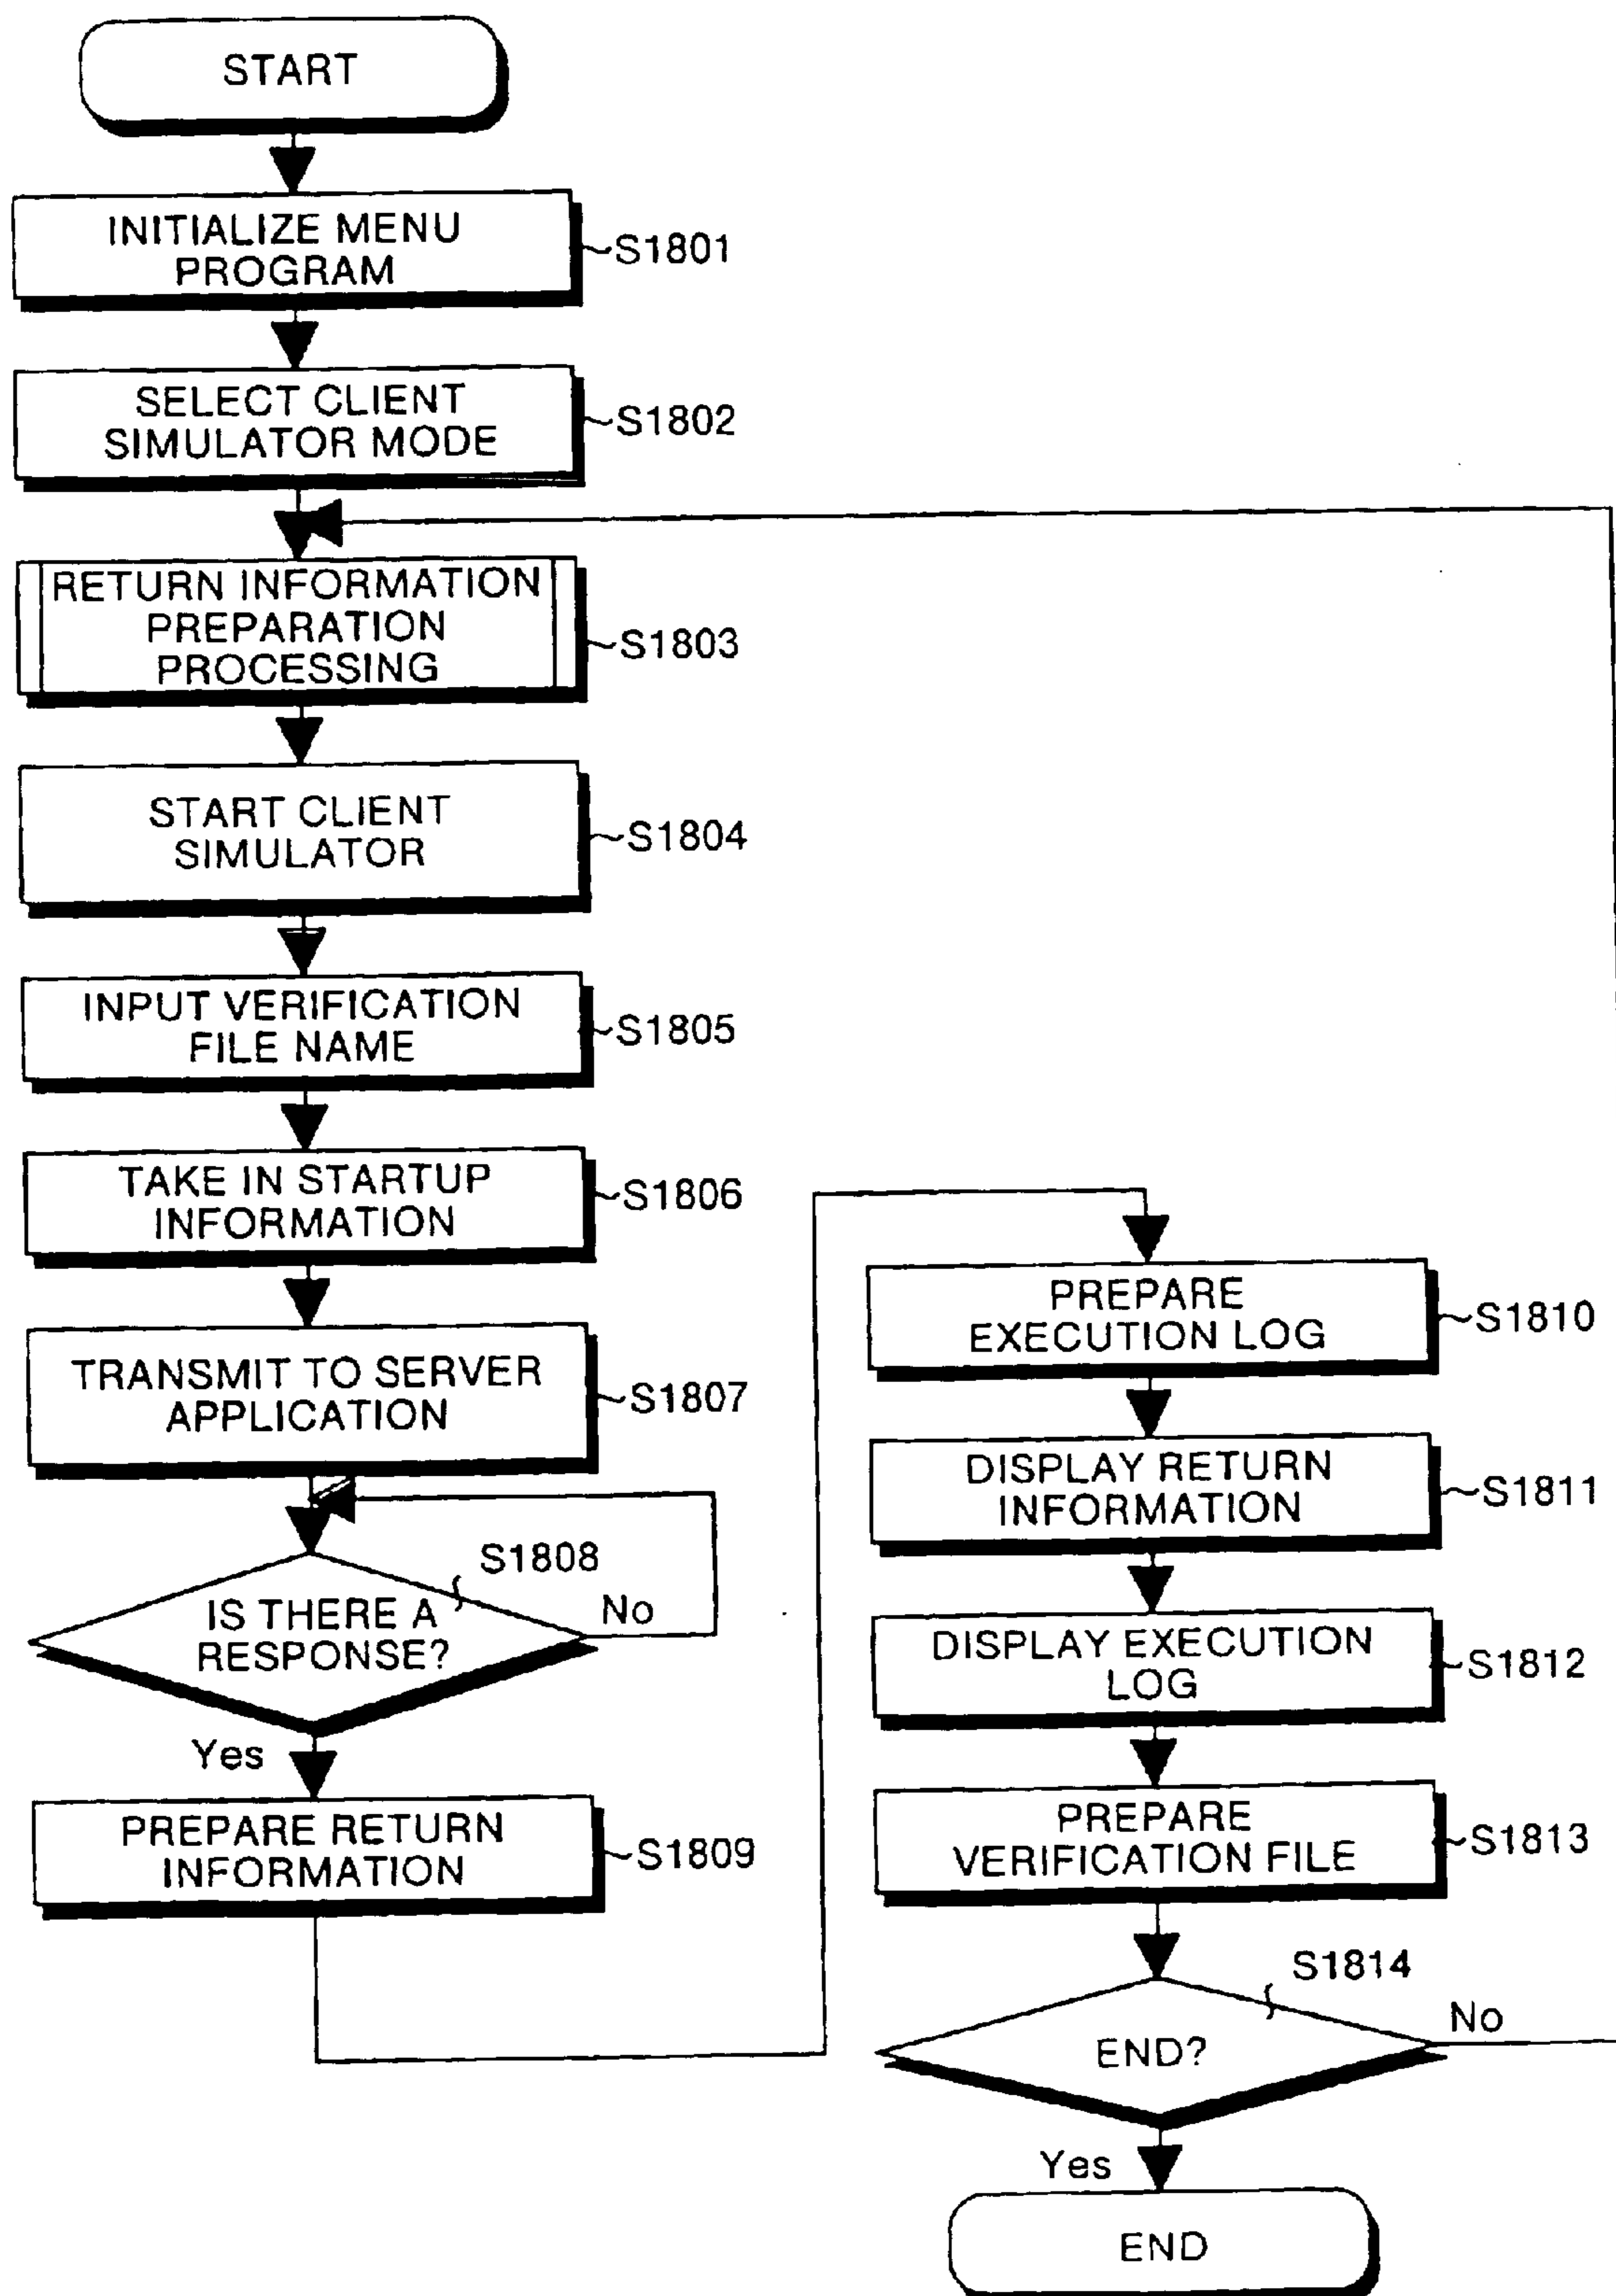 START
INITIALIZE MENU
PROGRAM
S1801
SELECT CLIENT
SIMULATOR MODE
S1802
RETURN INFORMATION
PREPARATION
PROCESSING
S1803
START CLIENT
SIMULATOR
S1804
INPUT VERIFICATION
FILE NAME
S1805
TAKE IN STARTUP
INFORMATION
S1806
TRANSMIT TO SERVER
APPLICATION
S1807
S1808
IS THERE A
RESPONSE?
No
Yes
PREPARE RETURN
INFORMATION
S1809
PREPARE
EXECUTION LOG
S1810
DISPLAY RETURN
INFORMATION
S1811
DISPLAY EXECUTION
LOG
S1812
PREPARE
VERIFICATION FILE
S1813
S1814
END?
No
Yes
END